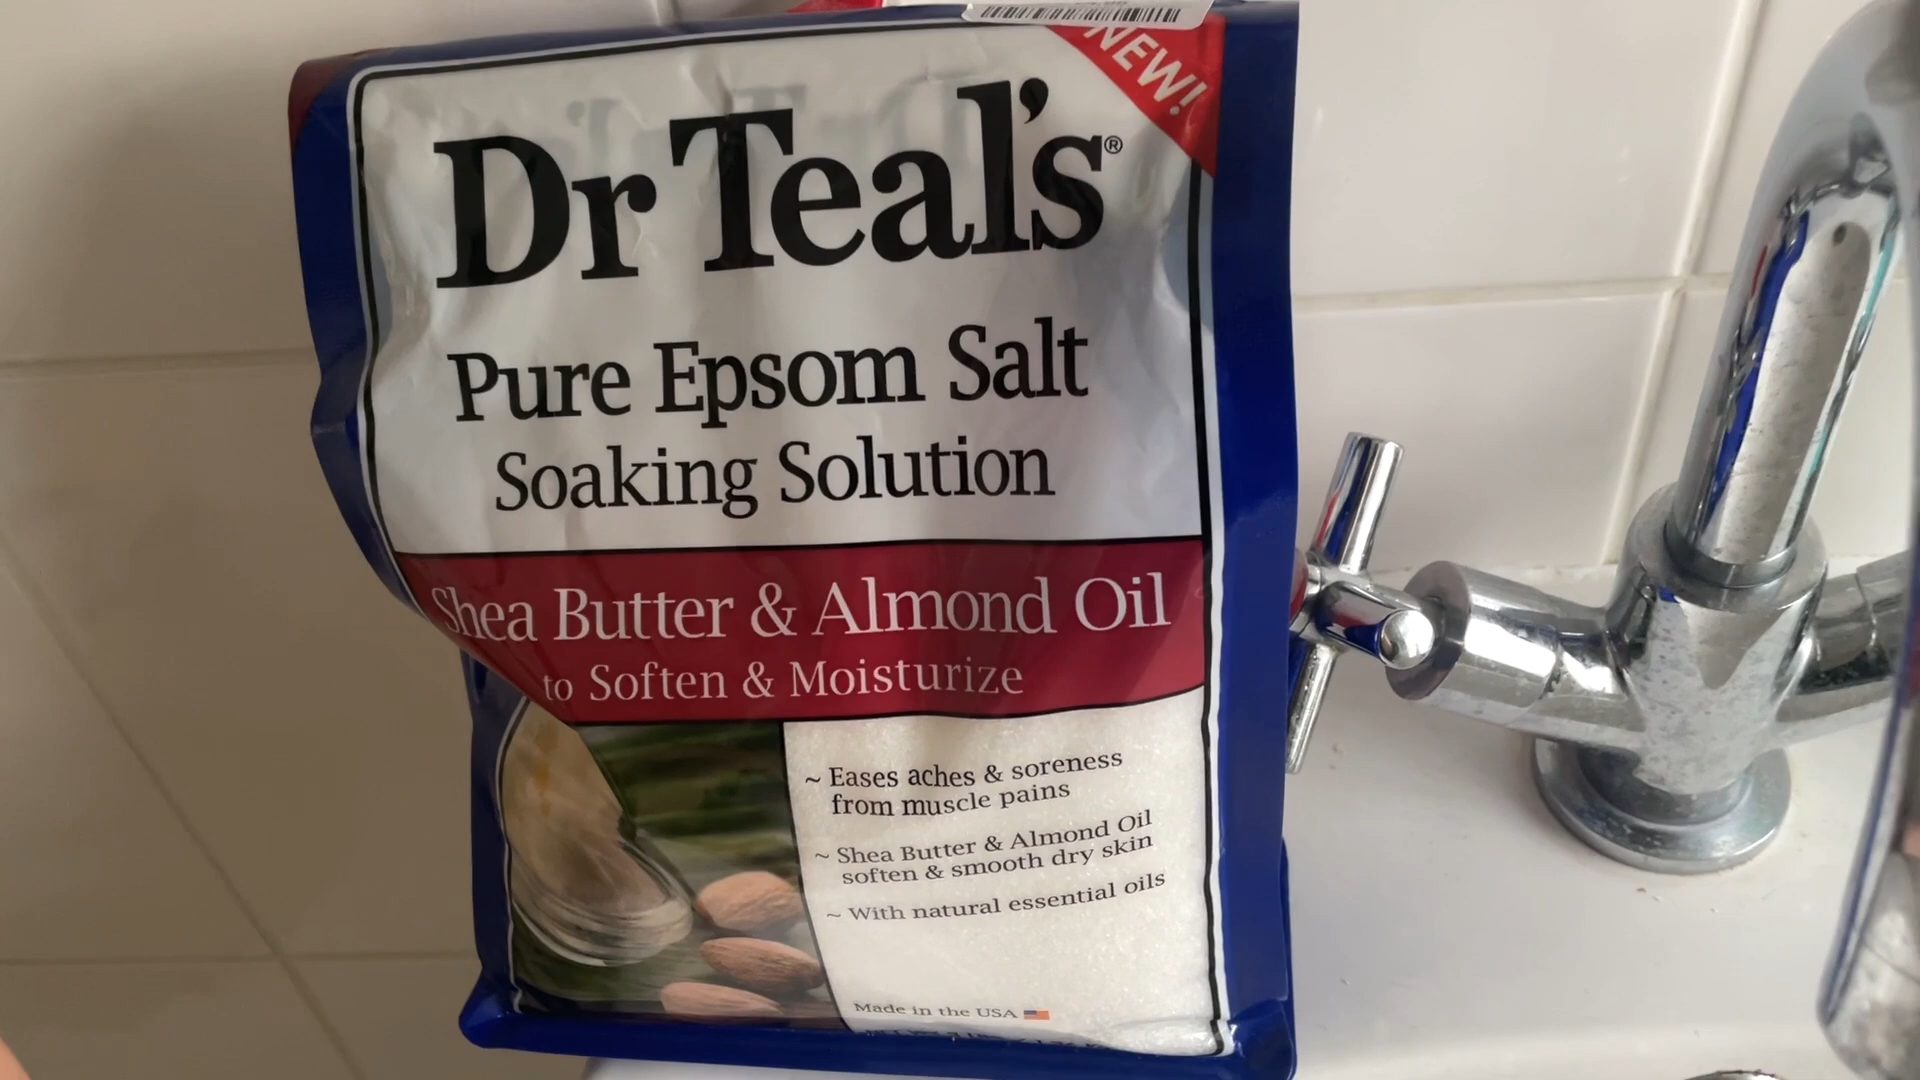 NEW!
Dr Teal's®
Pure Epsom Salt
Soaking Solution
Shea Butter & Almond Oil
to Soften & Moisturize
~ Eases aches & soreness
from muscle pains
~ Shea Butter & Almond Oil
soften & smooth dry skin
~ With natural essential oils
Made in the USA